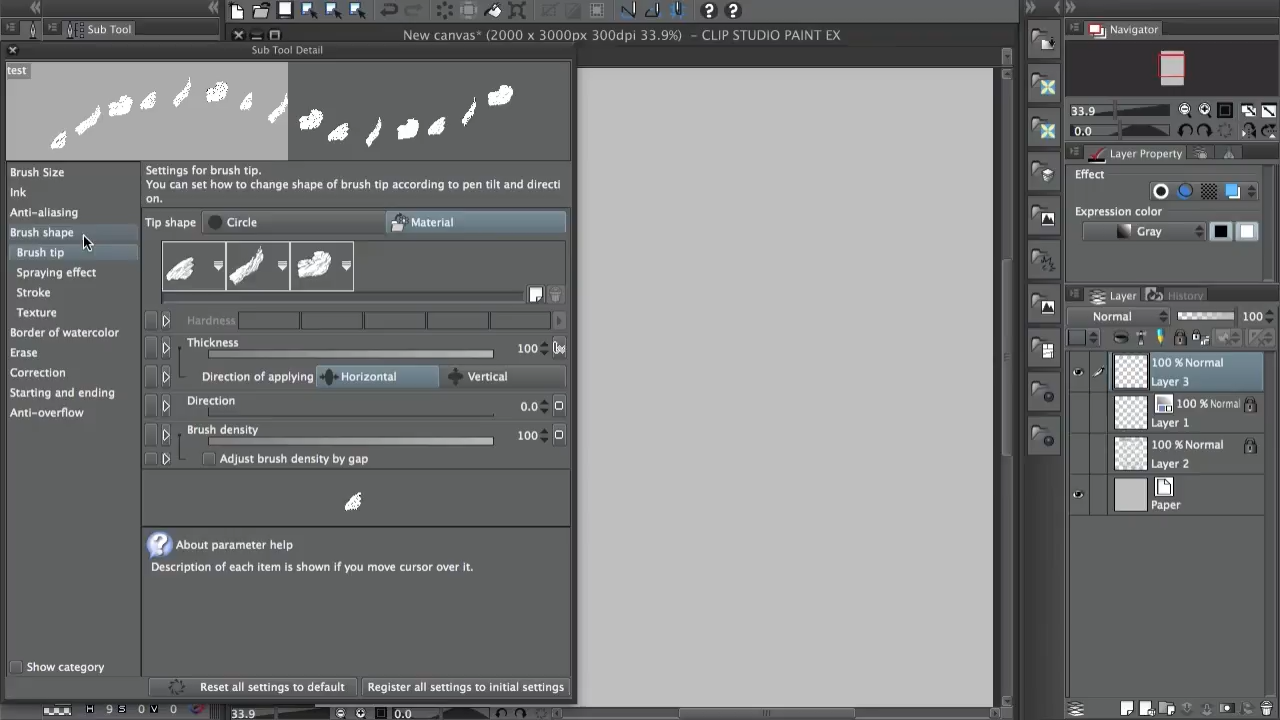 Sub Tool
New canvas* (2000 x 3000px 300dpi 33.9%) - CLIP STUDIO PAINT EX
Navigator
Sub Tool Detail
test
33.9
0.0
Layer Property
Effect
Expression color
Gray
Layer
History
Normal
100
100 % Normal
Layer 3
100 % Normal
Layer 1
100 % Normal
Layer 2
Paper
Brush Size
Ink
Anti-aliasing
Brush shape
Brush tip
Spraying effect
Stroke
Texture
Border of watercolor
Erase
Correction
Starting and ending
Anti-overflow
Show category
Settings for brush tip.
You can set how to change shape of brush tip according to pen tilt and directi
on.
Tip shape
Circle
Material
Hardness
Thickness
100
Direction of applying
Horizontal
Vertical
Direction
0.0
Brush density
100
Adjust brush density by gap
About parameter help
Description of each item is shown if you move cursor over it.
Reset all settings to default
Register all settings to initial settings
H 9 S 0 V 0
33.9
0.0